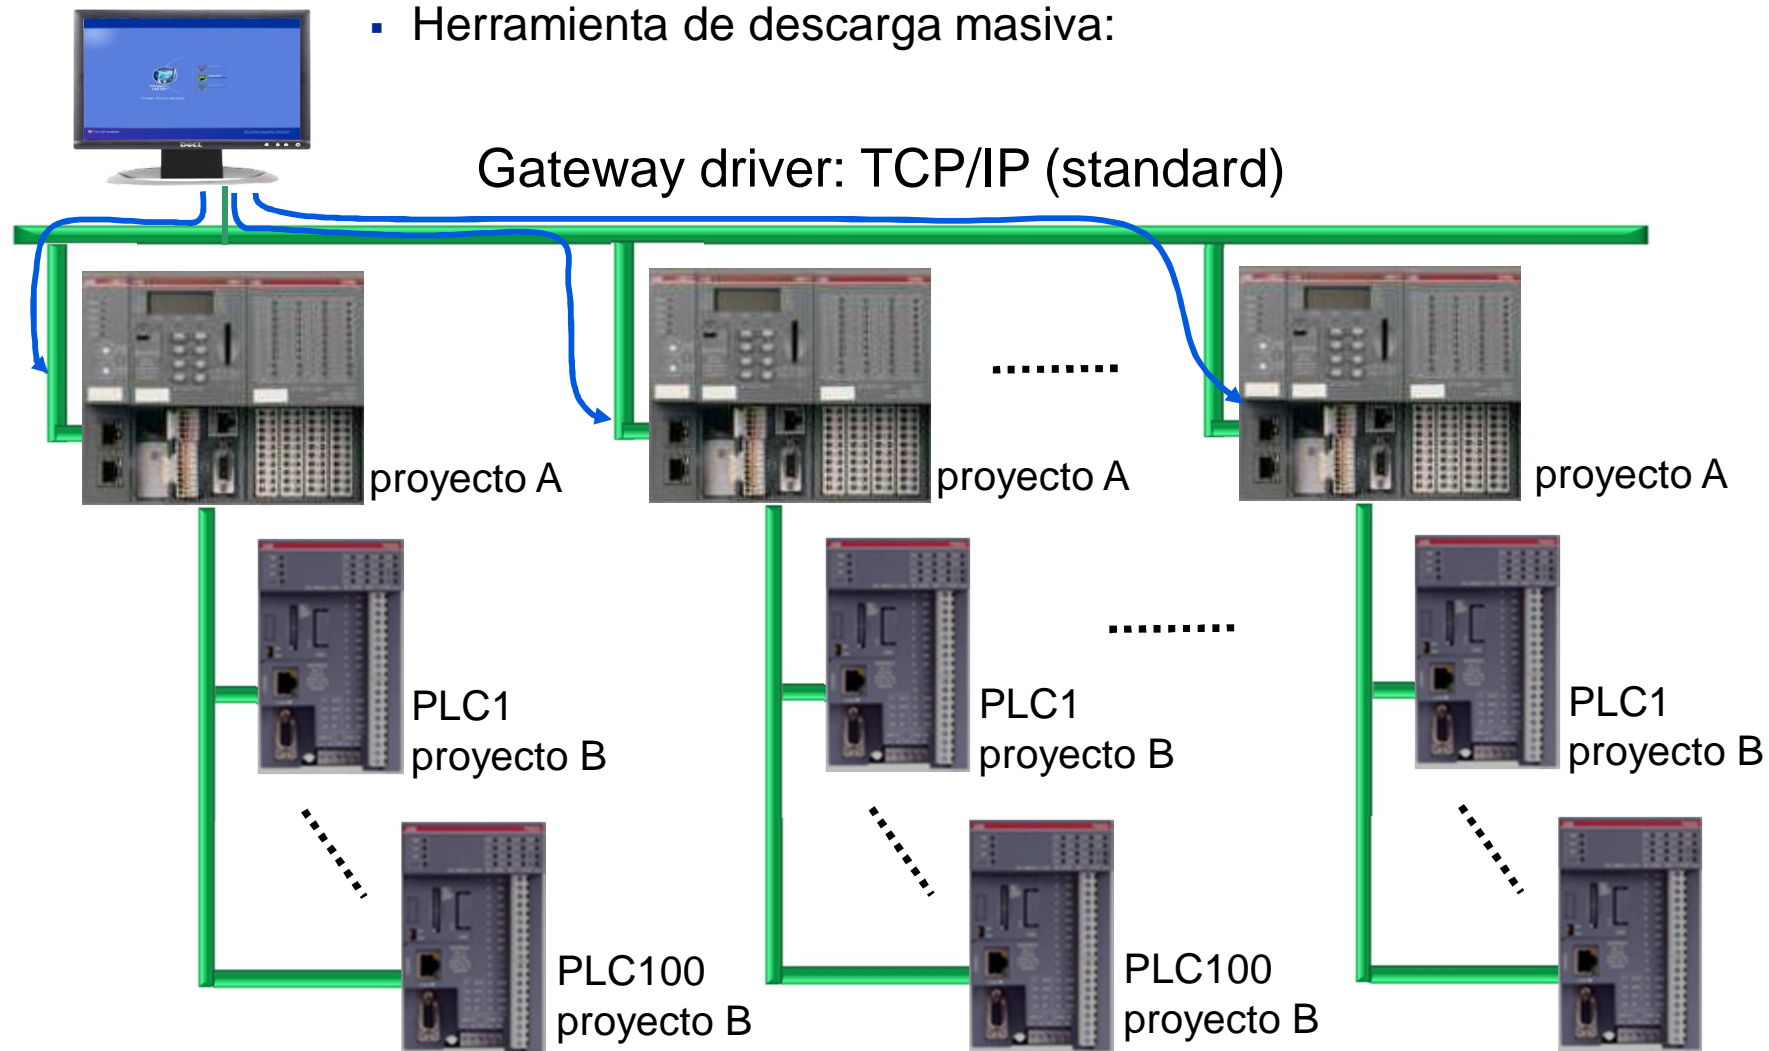 Herramienta de descarga masiva:
Gateway driver: TCP/IP (standard)
DELL
proyecto A
proyecto A
proyecto A
PLC1
proyecto B
PLC1
proyecto B
PLC1
proyecto B
PLC100
proyecto B
PLC100
proyecto B